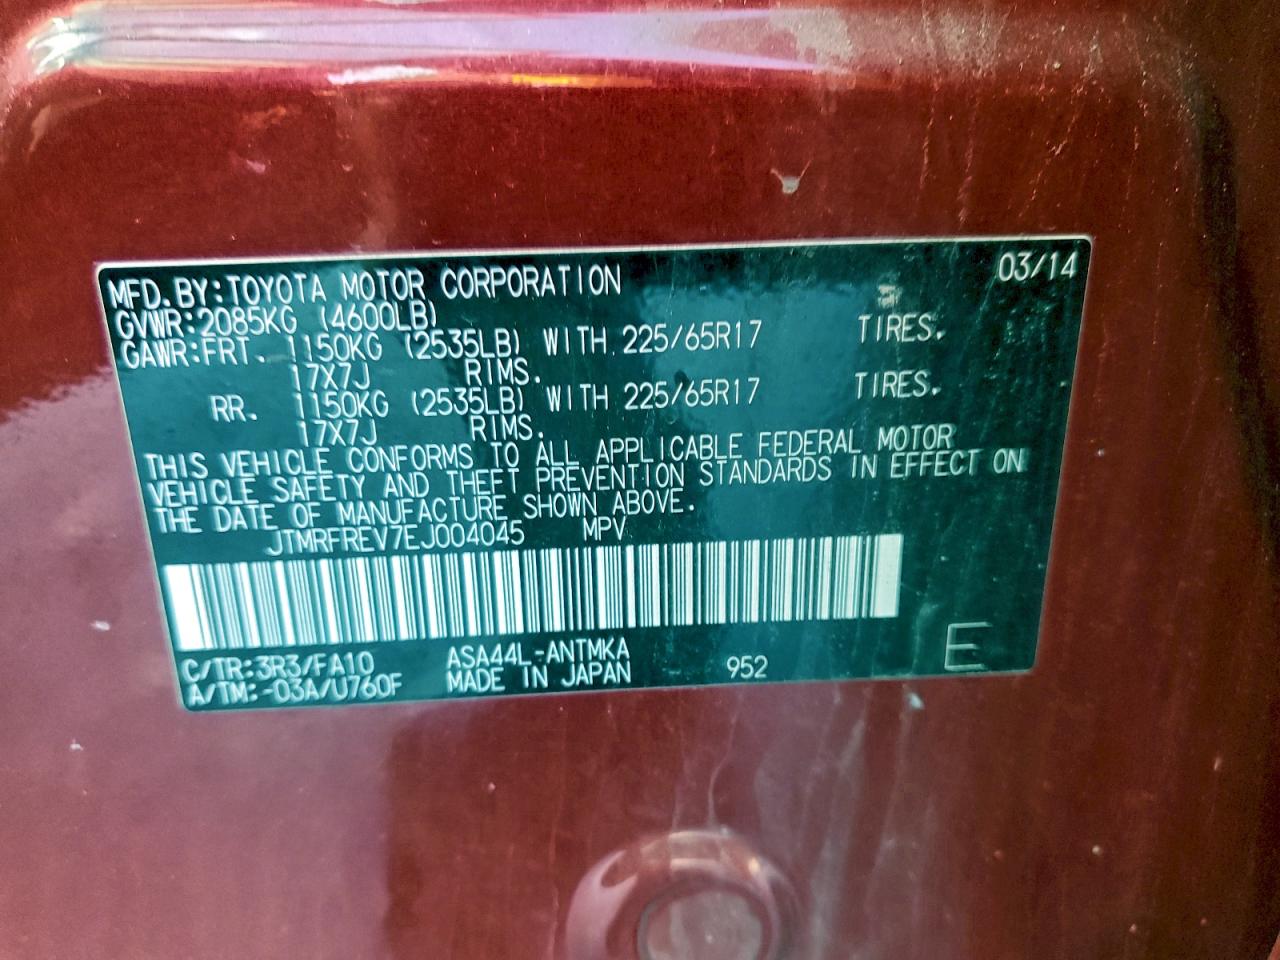 MFD. BY: TOYOTA MOTOR CORPORATION 03/14
GVWR: 2085KG (4600LB)
GAWR: FRT. 1150KG (2535LB) WITH 225/65R17 TIRES.
17X7J RIMS.
RR. 1150KG (2535LB) WITH 225/65R17 TIRES.
17X7J RIMS.
THIS VEHICLE CONFORMS TO ALL APPLICABLE FEDERAL MOTOR
VEHICLE SAFETY AND THEFT PREVENTION STANDARDS IN EFFECT ON
THE DATE OF MANUFACTURE SHOWN ABOVE.
JTMRFREV7EJ004045 MPV
C/TR: 3R3/FA10 ASA44L-ANTMKA
A/TM: -03A/U760F MADE IN JAPAN 952 E